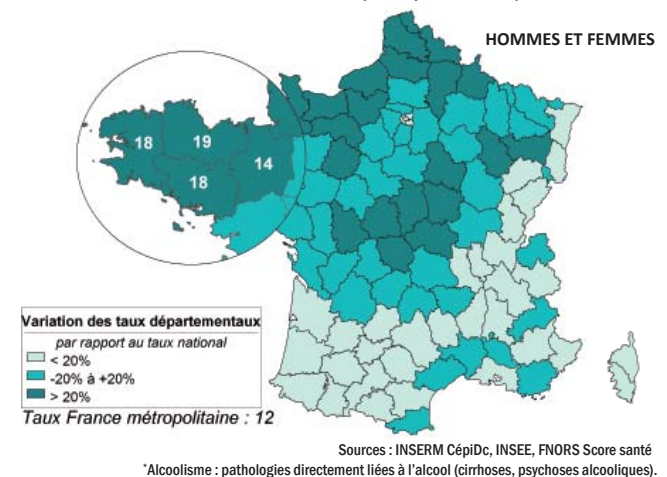 HOMMES ET FEMMES
18
19
14
18
Variation des taux départementaux
par rapport au taux national
< 20%
-20% à +20%
> 20%
Taux France métropolitaine : 12
Sources : INSERM CépiDc, INSEE, FNORS Score santé
*Alcoolisme : pathologies directement liées à l'alcool (cirrhoses, psychoses alcooliques).